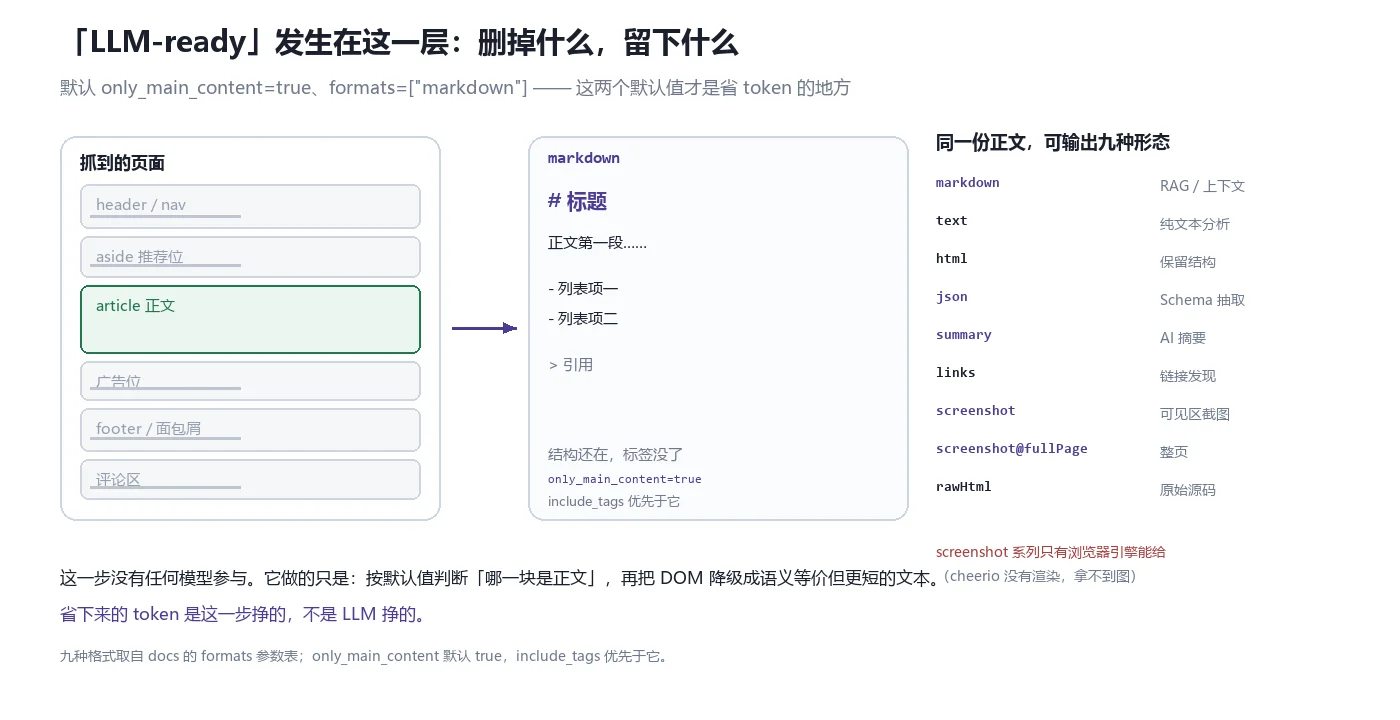 「LLM-ready」发生在这一层：删掉什么，留下什么
默认 only_main_content=true、formats=["markdown"] —— 这两个默认值才是省 token 的地方
抓到的页面
header / nav
aside 推荐位
article 正文
广告位
footer / 面包屑
评论区
markdown
# 标题
正文第一段……
- 列表项一
- 列表项二
> 引用
结构还在，标签没了
only_main_content=true
include_tags 优先于它
同一份正文，可输出九种形态
markdown RAG / 上下文
text 纯文本分析
html 保留结构
json Schema 抽取
summary AI 摘要
links 链接发现
screenshot 可见区截图
screenshot@fullPage 整页
rawHtml 原始源码
screenshot 系列只有浏览器引擎能给
（cheerio 没有渲染，拿不到图）
这一步没有任何模型参与。它做的只是：按默认值判断「哪一块是正文」，再把 DOM 降级成语义等价但更短的文本。
省下来的 token 是这一步挣的，不是 LLM 挣的。
九种格式取自 docs 的 formats 参数表；only_main_content 默认 true，include_tags 优先于它。